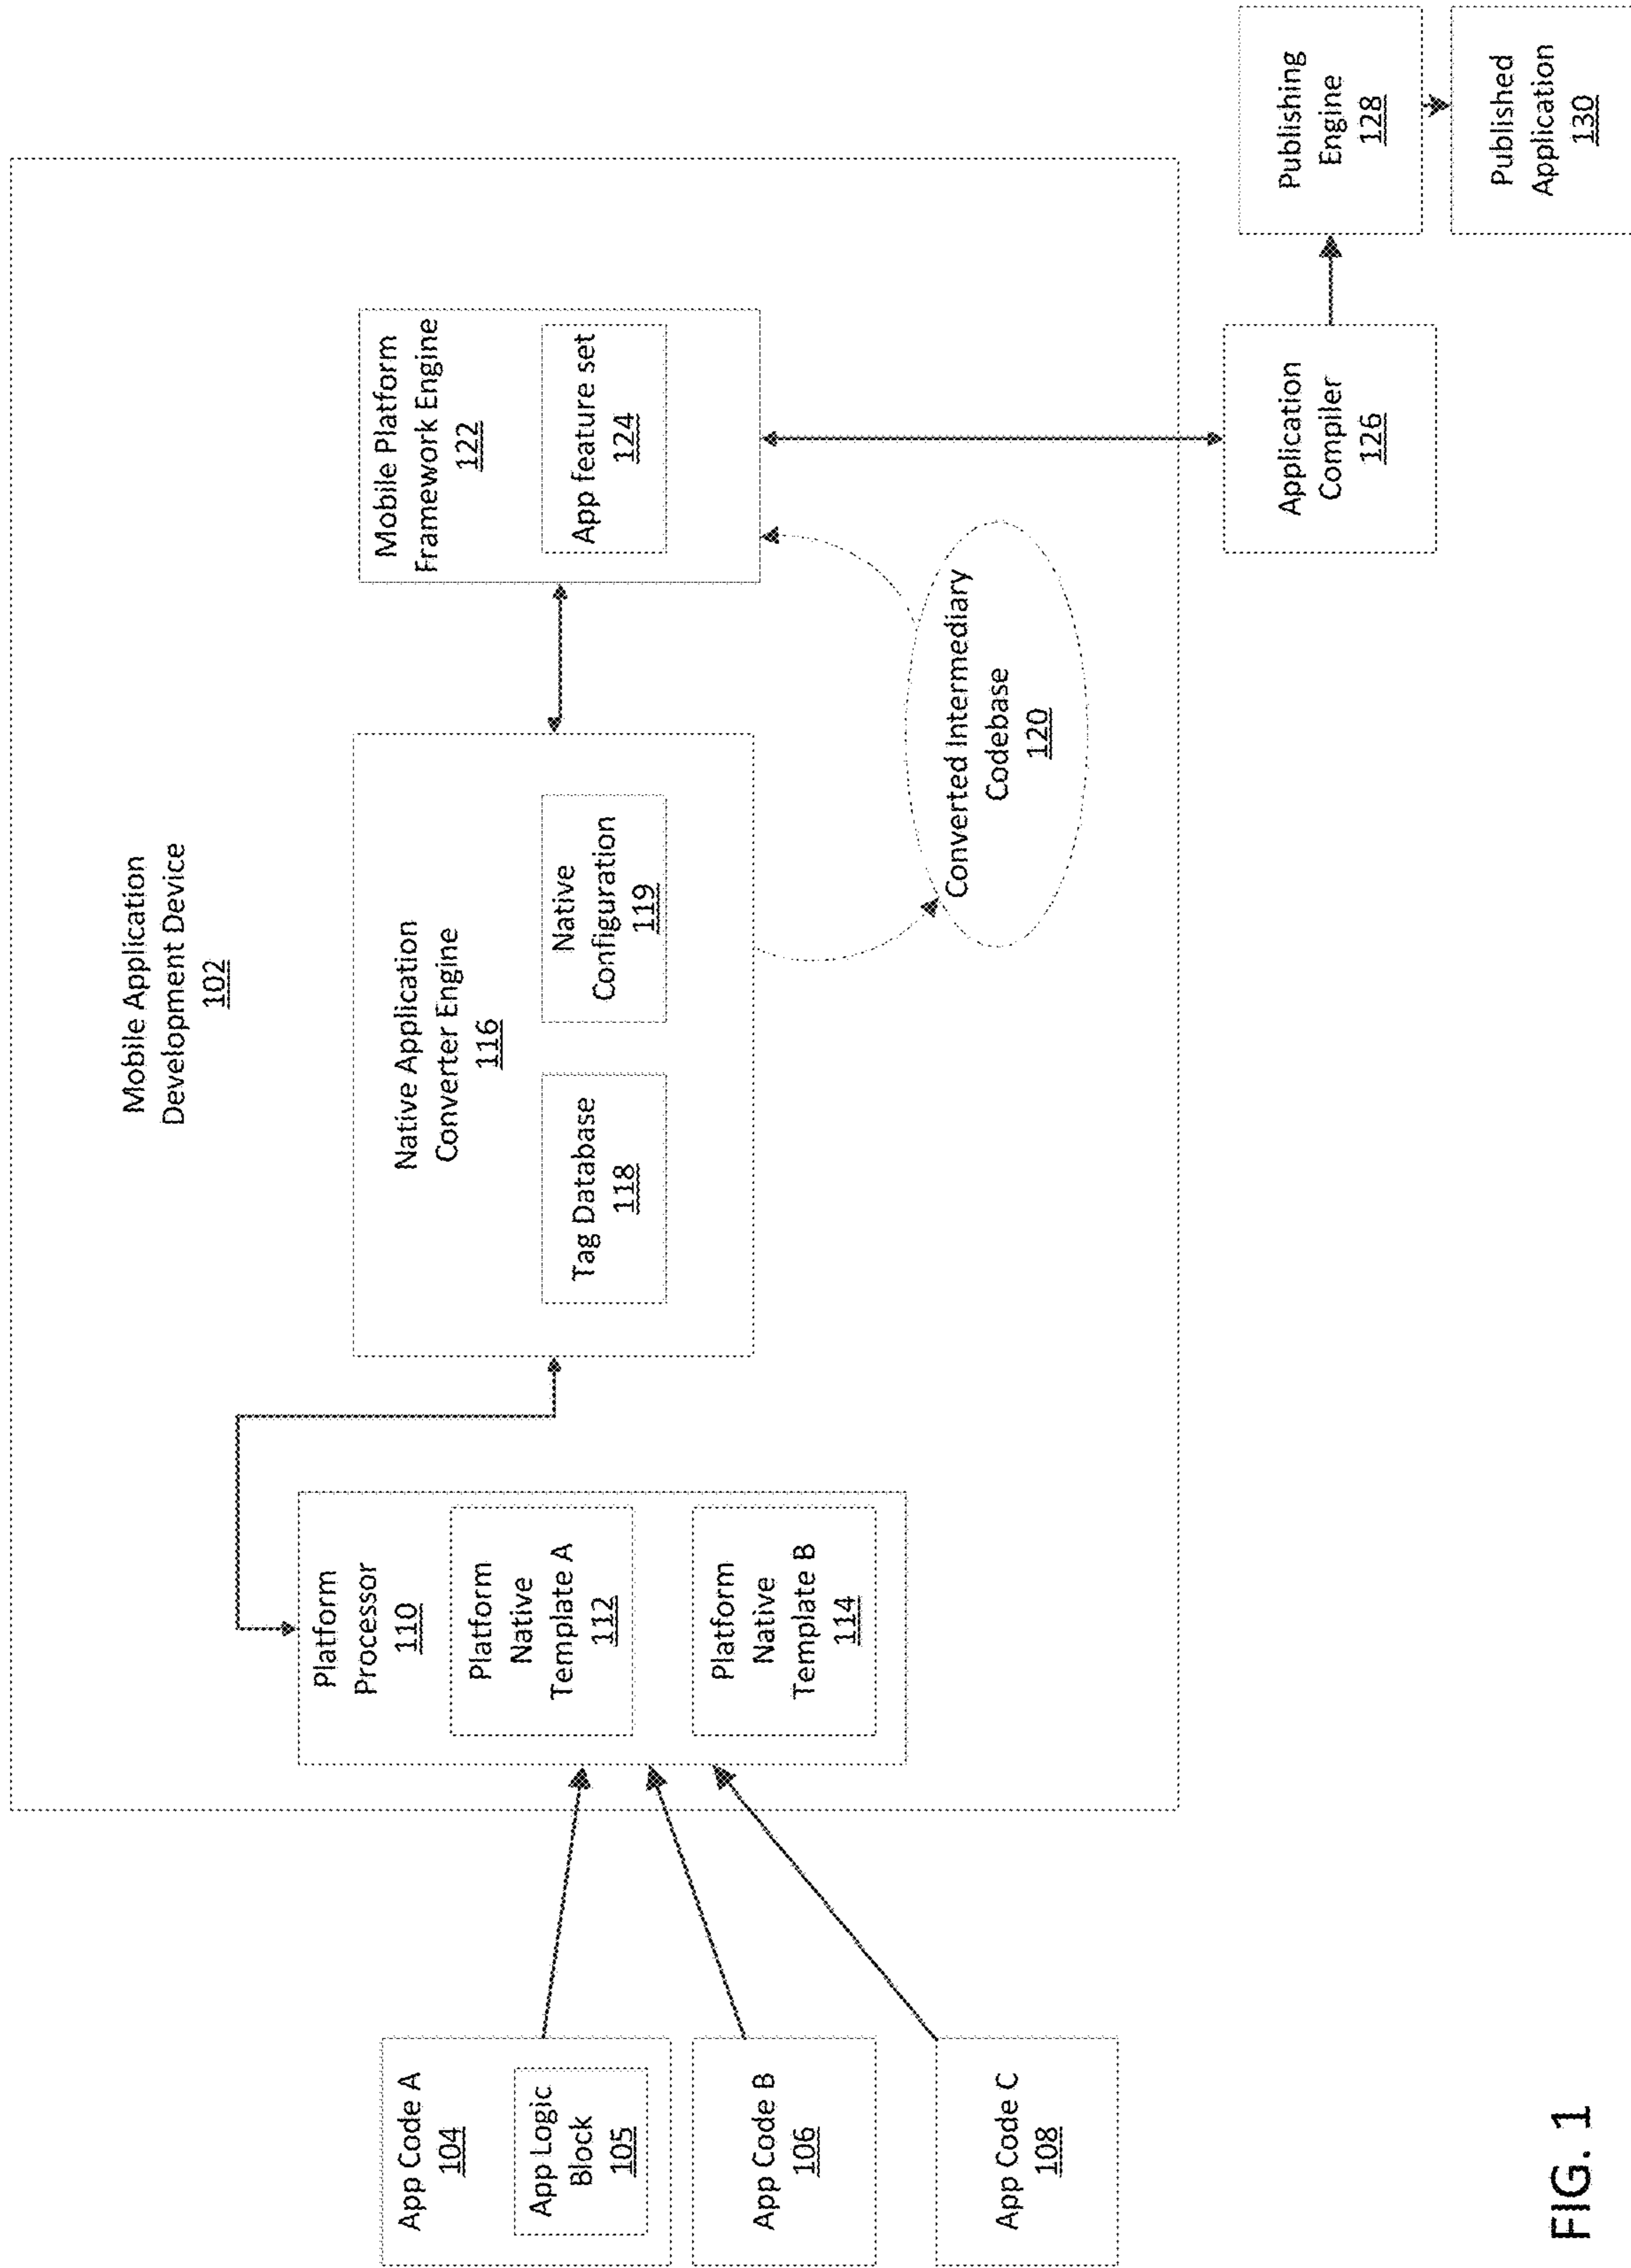 Mobile Application
Development Device
102
App Code A
104
App Logic
Block
105
App Code B
106
App Code C
108
Platform
Processor
110
Platform
Native
Template A
112
Platform
Native
Template B
114
Native Application
Converter Engine
116
Tag Database
118
Native
Configuration
119
Converted Intermediary
Codebase
120
Mobile Platform
Framework Engine
122
App feature set
124
Application
Compiler
126
Publishing
Engine
128
Published
Application
130
FIG. 1